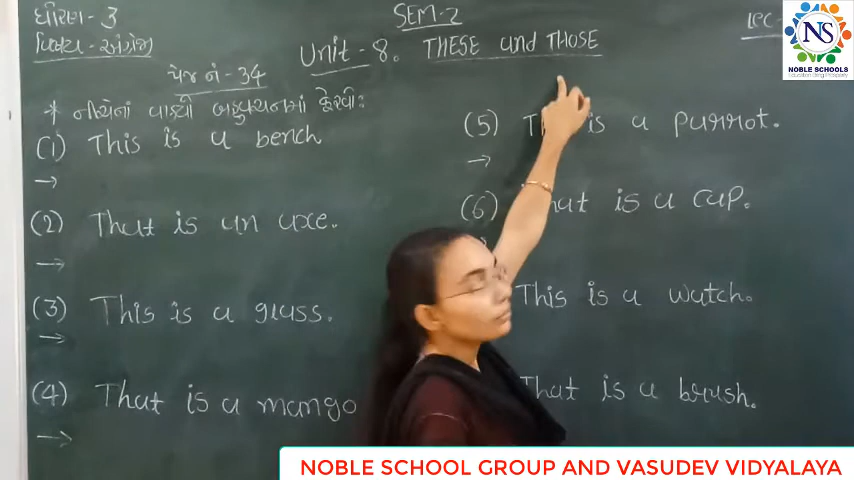 ધોરણ - 3
વિષય - અંગ્રેજી
SEM-2
Unit - 8. THESE and THOSE
પેજ નં - 34
* નીચેનાં વાક્યો બહુવચનમાં ફેરવો:
(1) This is a bench
→
(2) That is an axe.
→
(3) This is a glass.
→
(4) That is a mango
→
(5) is a parrot.
→
(6) is a cup.
This is a watch.
That is a brush.
NS
NOBLE SCHOOLS
NOBLE SCHOOL GROUP AND VASUDEV VIDYALAYA